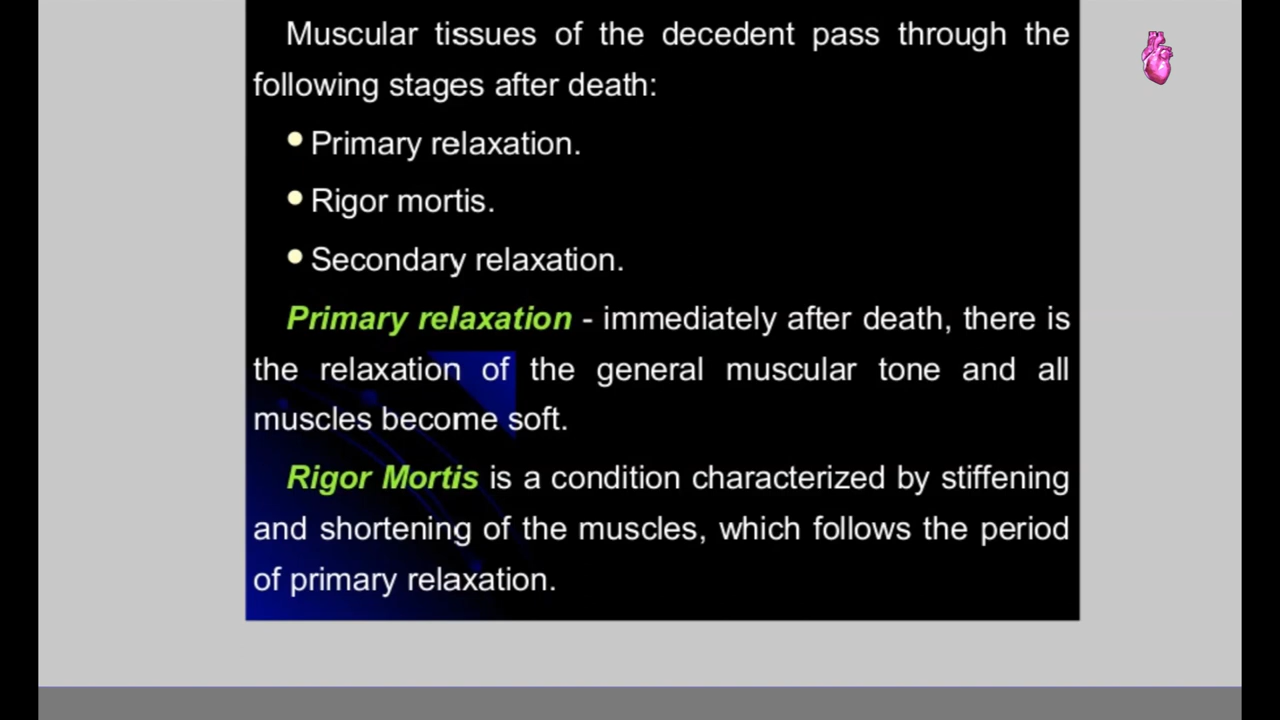 Muscular tissues of the decedent pass through the
following stages after death:
• Primary relaxation.
• Rigor mortis.
• Secondary relaxation.
Primary relaxation - immediately after death, there is
the relaxation of the general muscular tone and all
muscles become soft.
Rigor Mortis is a condition characterized by stiffening
and shortening of the muscles, which follows the period
of primary relaxation.